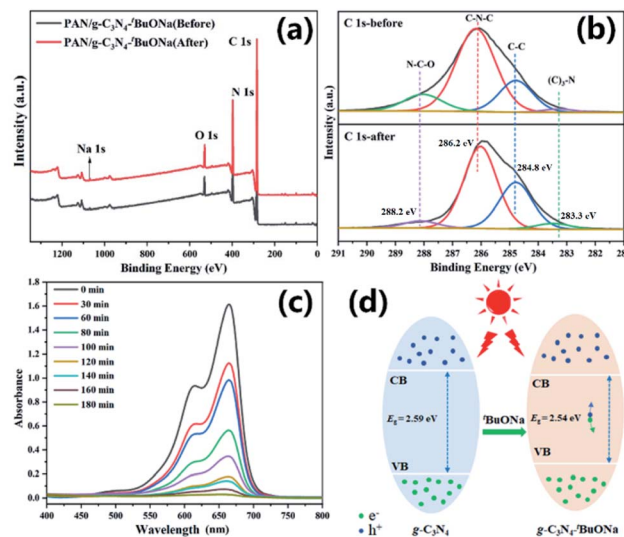 (a)
PAN/g-C₃N₄-ᵗBuONa(Before)
PAN/g-C₃N₄-ᵗBuONa(After)
C 1s
N 1s
O 1s
Na 1s
Intensity (a.u.)
1200 1000 800 600 400 200 0
Binding Energy (eV)
(b)
C 1s-before
C-N-C
N-C-O
C-C
(C)₃-N
C 1s-after
286.2 eV
284.8 eV
288.2 eV
283.3 eV
Intensity (a.u.)
291 290 289 288 287 286 285 284 283 282 281
Binding Energy (eV)
(c)
0 min
30 min
60 min
80 min
100 min
120 min
140 min
160 min
180 min
Absorbance
1.8
1.6
1.4
1.2
1.0
0.8
0.6
0.4
0.2
0.0
400 450 500 550 600 650 700 750 800
Wavelength (nm)
(d)
CB
CB
Eg = 2.59 eV
ᵗBuONa
Eg = 2.54 eV
VB
VB
e⁻
h⁺
g-C₃N₄
g-C₃N₄-ᵗBuONa